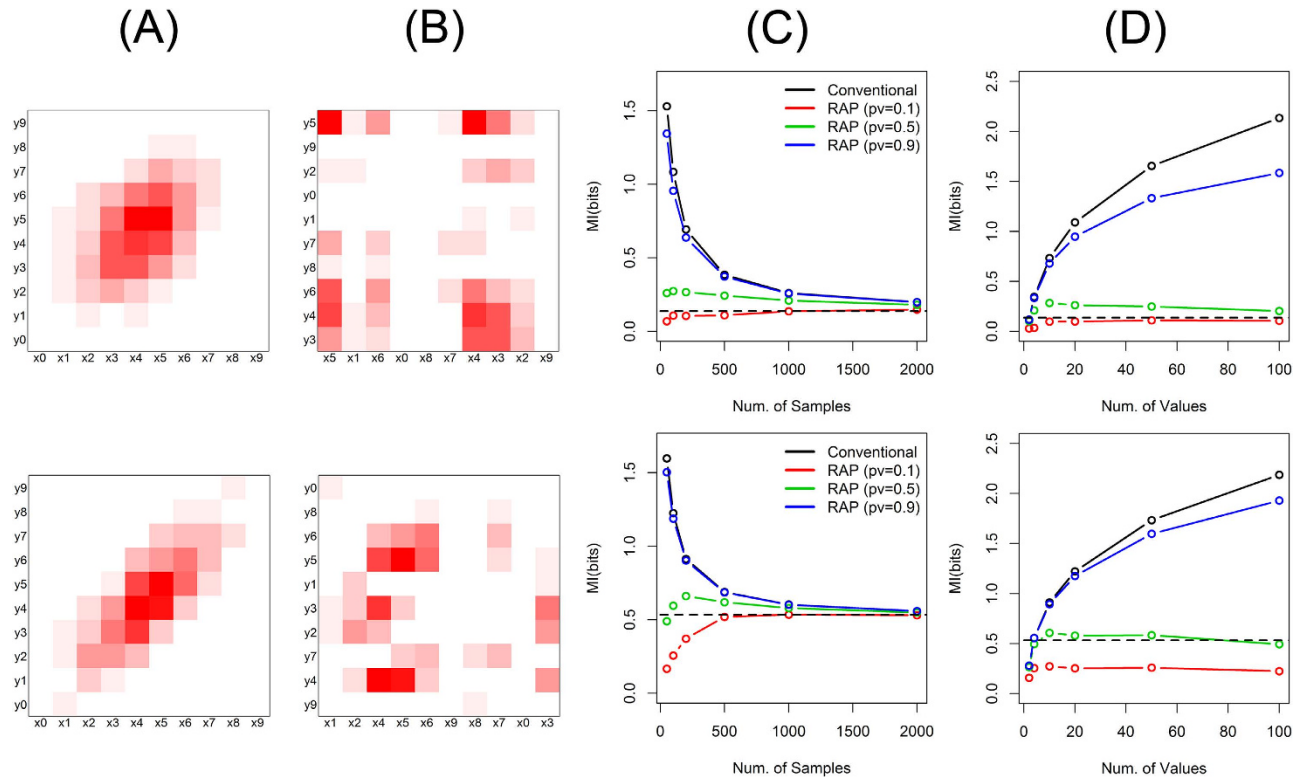 (A)
(B)
(C)
(D)
y9
y8
y7
y6
y5
y4
y3
y2
y1
y0
x0 x1 x2 x3 x4 x5 x6 x7 x8 x9
y5
y9
y2
y0
y1
y7
y8
y6
y4
y3
x5 x1 x6 x0 x8 x7 x4 x3 x2 x9
MI(bits)
0.0 0.5 1.0 1.5
Conventional
RAP (pv=0.1)
RAP (pv=0.5)
RAP (pv=0.9)
0 500 1000 1500 2000
Num. of Samples
MI(bits)
0.0 0.5 1.0 1.5 2.0 2.5
0 20 40 60 80 100
Num. of Values
y9
y8
y7
y6
y5
y4
y3
y2
y1
y0
x0 x1 x2 x3 x4 x5 x6 x7 x8 x9
y0
y8
y6
y5
y1
y3
y2
y7
y4
y9
x1 x2 x4 x5 x6 x9 x8 x7 x0 x3
MI(bits)
0.0 0.5 1.0 1.5
Conventional
RAP (pv=0.1)
RAP (pv=0.5)
RAP (pv=0.9)
0 500 1000 1500 2000
Num. of Samples
MI(bits)
0.0 0.5 1.0 1.5 2.0 2.5
0 20 40 60 80 100
Num. of Values